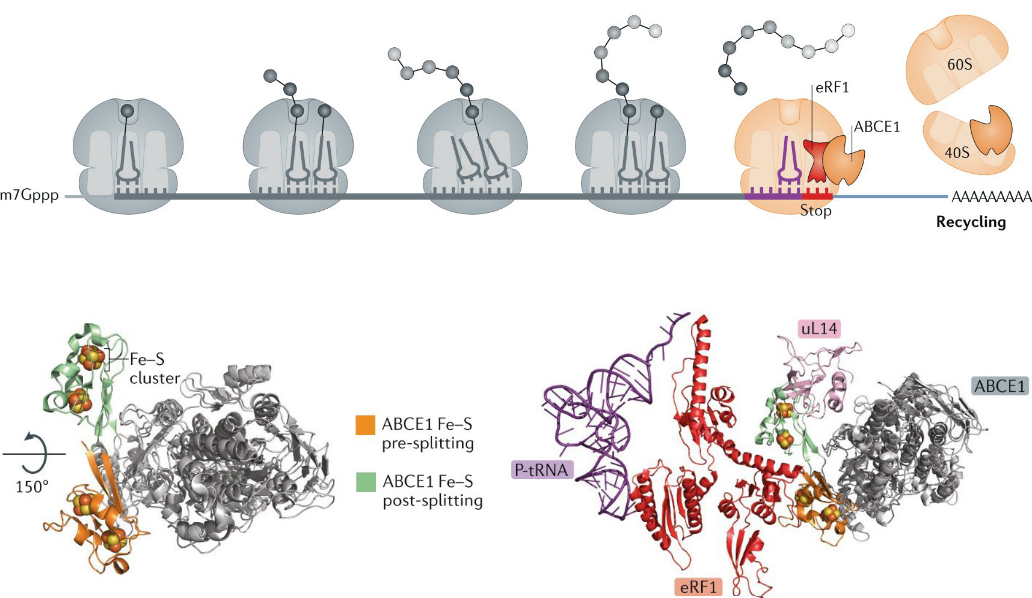 60S
eRF1
ABCE1
40S
m7Gppp
Stop
AAAAAAAAA
Recycling
Fe–S
cluster
150°
ABCE1 Fe–S
pre-splitting
ABCE1 Fe–S
post-splitting
uL14
ABCE1
P-tRNA
eRF1